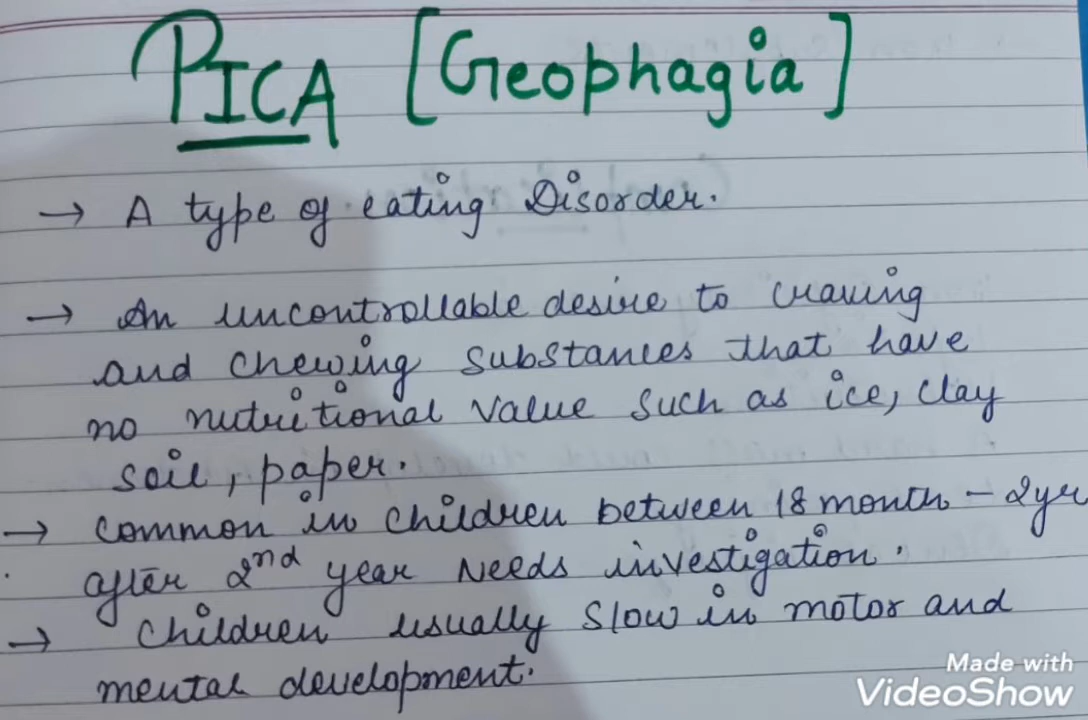 PICA [Geophagia]
→ A type of eating Disorder.
→ An uncontrollable desire to craving
and chewing substances that have
no nutritional value such as ice, clay
soil, paper.
→ Common in children between 18 month - 2yr
after 2nd year Needs investigation.
→ Children usually slow in motor and
mental development.
Made with
VideoShow